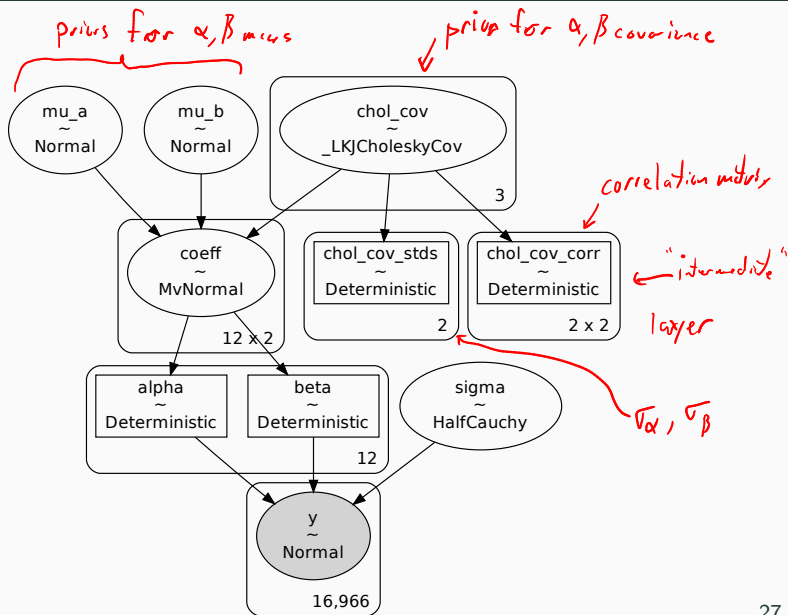 priors for α, β means
prior for α, β covariance
mu_a
~
Normal
mu_b
~
Normal
chol_cov
~
_LKJCholeskyCov
3
correlation matrix
coeff
~
MvNormal
12 x 2
chol_cov_stds
~
Deterministic
2
chol_cov_corr
~
Deterministic
2 x 2
"intermediate"
layer
alpha
~
Deterministic
beta
~
Deterministic
12
sigma
~
HalfCauchy
σα, σβ
y
~
Normal
16,966
27